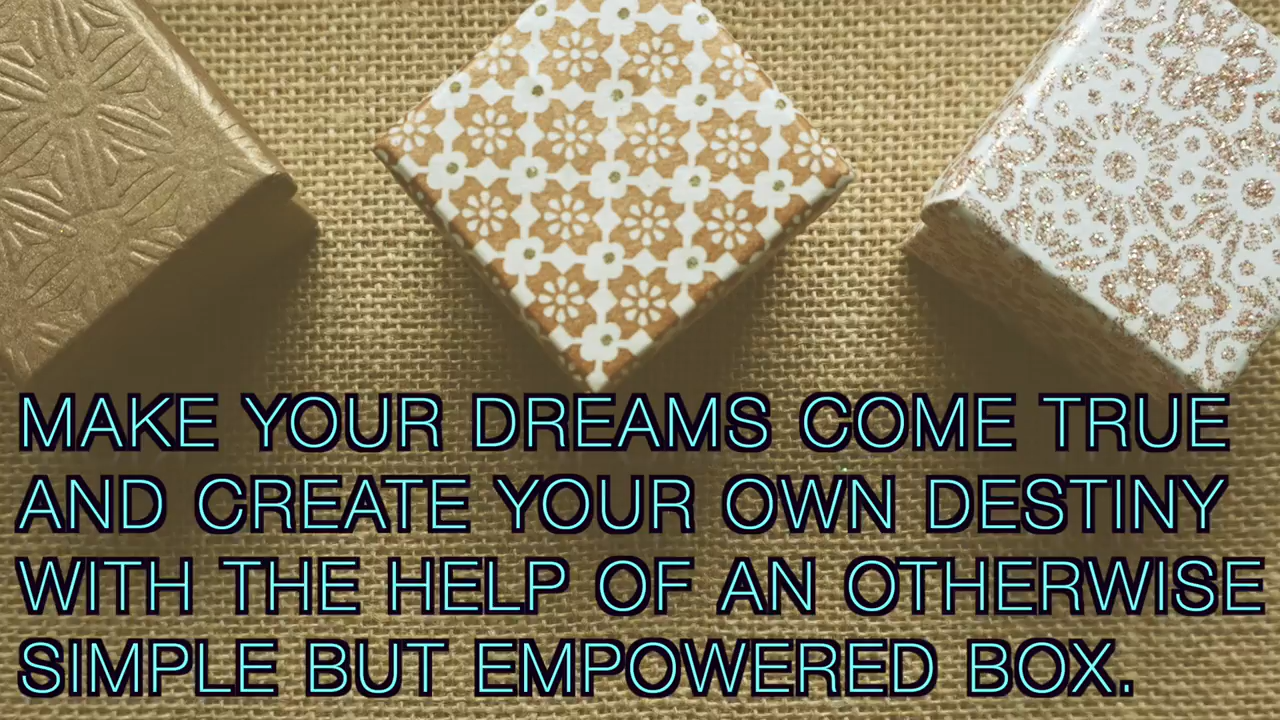 MAKE YOUR DREAMS COME TRUE
AND CREATE YOUR OWN DESTINY
WITH THE HELP OF AN OTHERWISE
SIMPLE BUT EMPOWERED BOX.